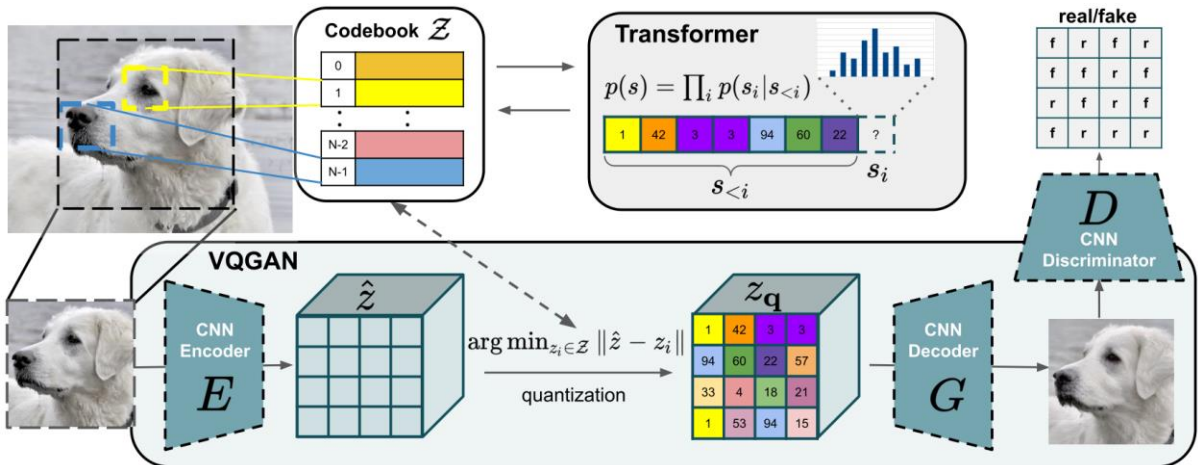 Codebook 𝒵
0
1
⋮ ⋮
N-2
N-1
Transformer
p(s) = ∏ᵢ p(sᵢ|s<ᵢ)
1 42 3 3 94 60 22 ?
s<ᵢ
sᵢ
real/fake
f r f r
f f r f
r f r f
f r r r
D
CNN
Discriminator
VQGAN
CNN
Encoder
E
ẑ
arg min_{zᵢ∈𝒵} ‖ẑ − zᵢ‖
quantization
z_𝐪
1 42 3 3
94 60 22 57
33 4 18 21
1 53 94 15
CNN
Decoder
G